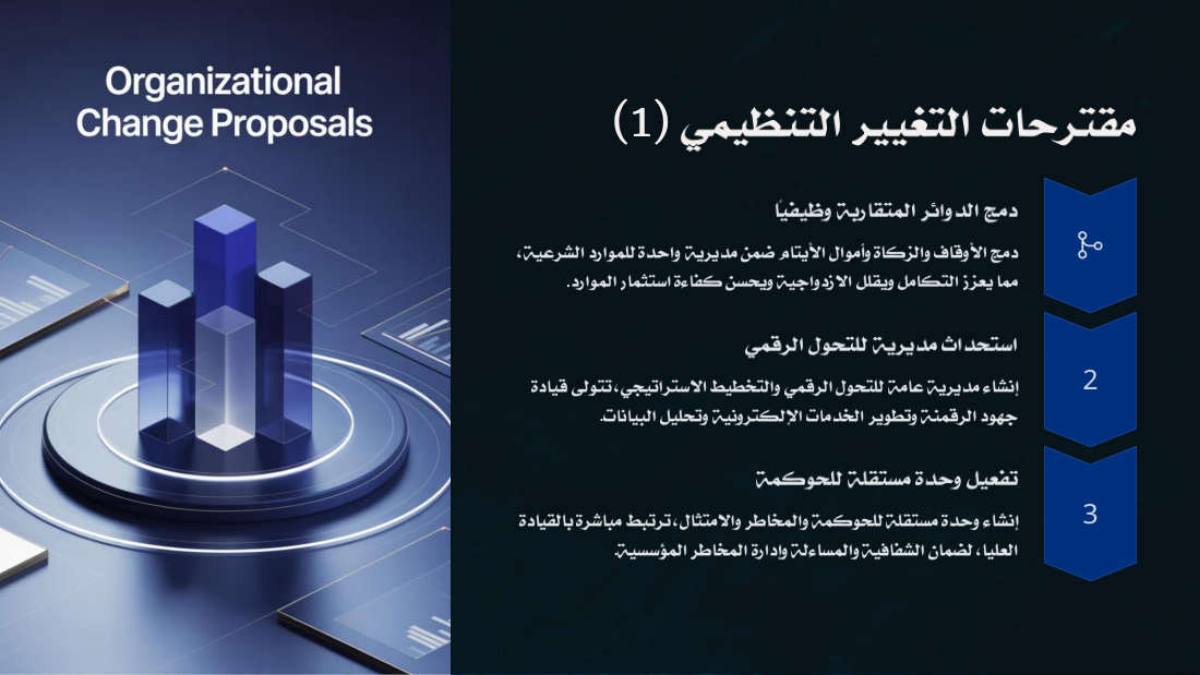 Organizational
Change Proposals
مقترحات التغيير التنظيمي (1)
دمج الدوائر المتقاربة وظيفيًا
دمج الأوقاف والزكاة وأموال الأيتام ضمن مديرية واحدة للموارد الشرعية،
مما يعزز التكامل ويقلل الازدواجية ويحسن كفاءة استثمار الموارد.
2
استحداث مديرية للتحول الرقمي
إنشاء مديرية عامة للتحول الرقمي والتخطيط الاستراتيجي، تتولى قيادة
جهود الرقمنة وتطوير الخدمات الإلكترونية وتحليل البيانات.
3
تفعيل وحدة مستقلة للحوكمة
إنشاء وحدة مستقلة للحوكمة والمخاطر والامتثال، ترتبط مباشرة بالقيادة
العليا، لضمان الشفافية والمساءلة وإدارة المخاطر المؤسسية.